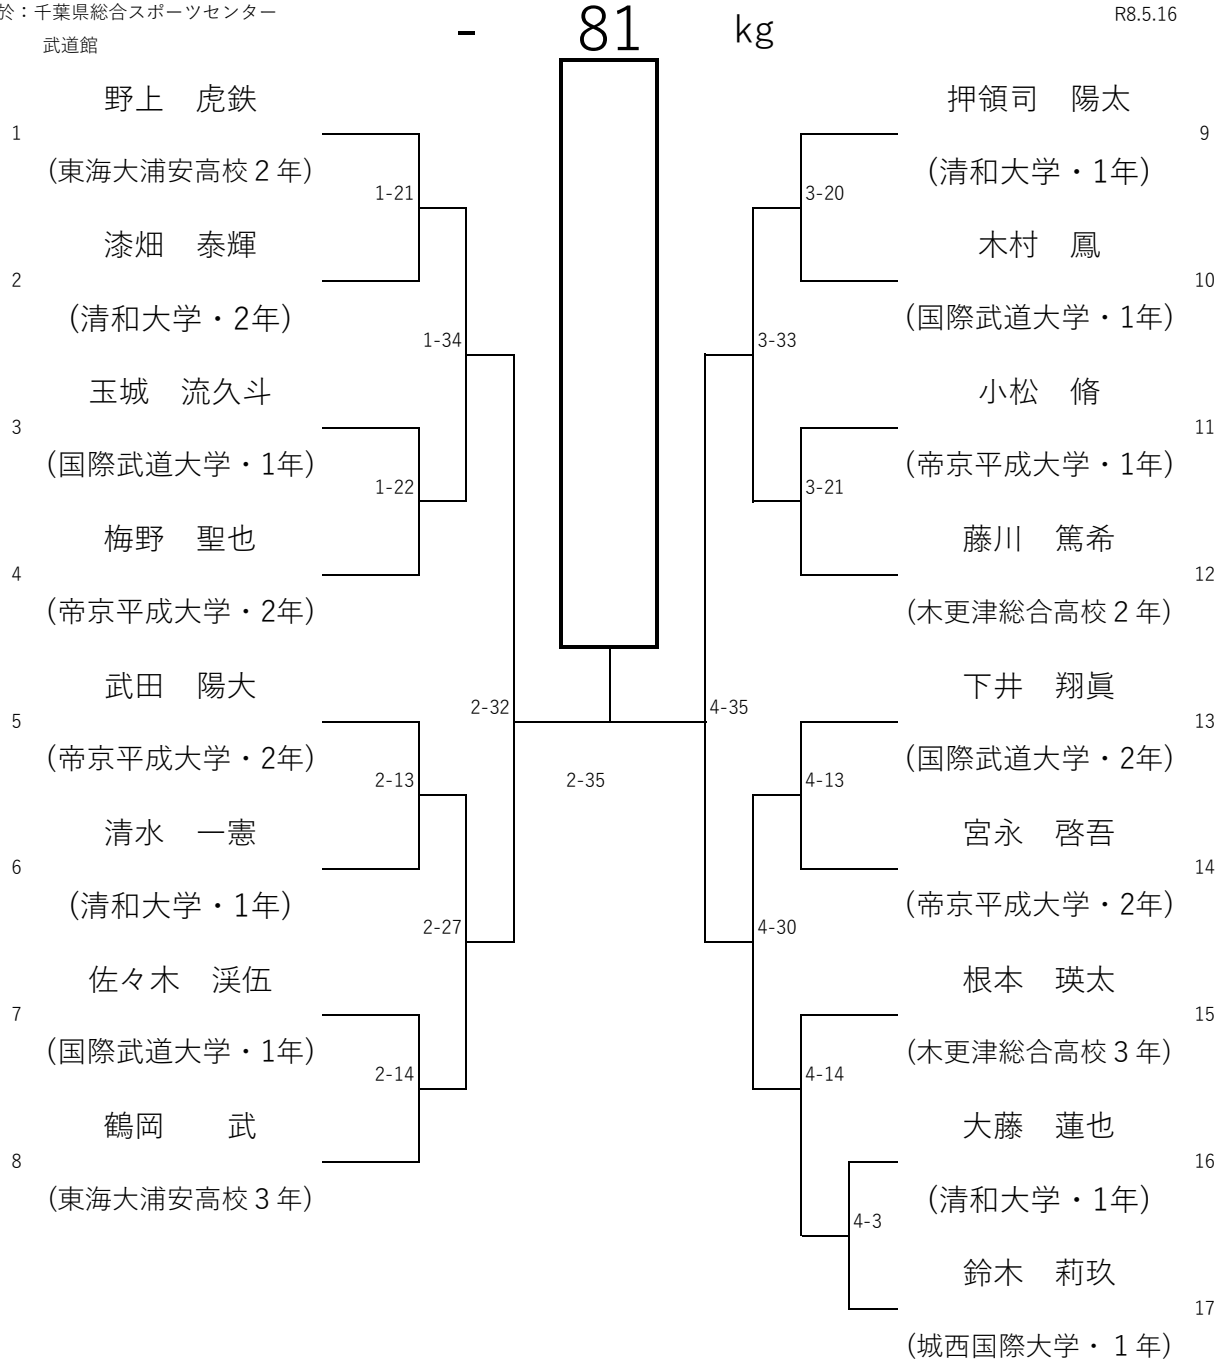 於：千葉県総合スポーツセンター
武道館
- 81 kg
R8.5.16
野上　虎鉄
1
(東海大浦安高校２年)
1-21
漆畑　泰輝
2
(清和大学・2年)
1-34
玉城　流久斗
3
(国際武道大学・1年)
1-22
梅野　聖也
4
(帝京平成大学・2年)
2-32
武田　陽大
5
(帝京平成大学・2年)
2-13
清水　一憲
6
(清和大学・1年)
2-27
佐々木　渓伍
7
(国際武道大学・1年)
2-14
鶴岡　　武
8
(東海大浦安高校３年)
2-35
押領司　陽太
9
(清和大学・1年)
3-20
木村　鳳
10
(国際武道大学・1年)
3-33
小松　脩
11
(帝京平成大学・1年)
3-21
藤川　篤希
12
(木更津総合高校２年)
4-35
下井　翔眞
13
(国際武道大学・2年)
4-13
宮永　啓吾
14
(帝京平成大学・2年)
4-30
根本　瑛太
15
(木更津総合高校３年)
4-14
大藤　蓮也
16
(清和大学・1年)
4-3
鈴木　莉玖
17
(城西国際大学・１年)